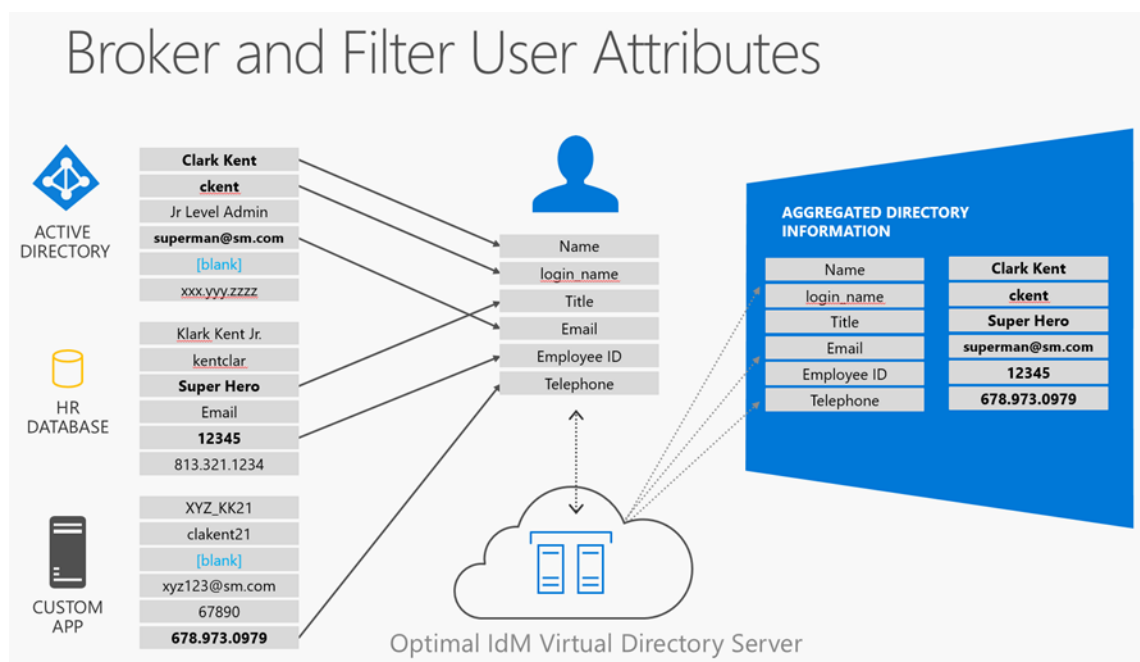 Broker and Filter User Attributes
ACTIVE
DIRECTORY
Clark Kent
ckent
Jr Level Admin
superman@sm.com
[blank]
xxx.yyy.zzzz
HR
DATABASE
Klark Kent Jr.
kentclar
Super Hero
Email
12345
813.321.1234
CUSTOM
APP
XYZ_KK21
clakent21
[blank]
xyz123@sm.com
67890
678.973.0979
Name
login_name
Title
Email
Employee ID
Telephone
Optimal IdM Virtual Directory Server
AGGREGATED DIRECTORY
INFORMATION
Name Clark Kent
login_name ckent
Title Super Hero
Email superman@sm.com
Employee ID 12345
Telephone 678.973.0979